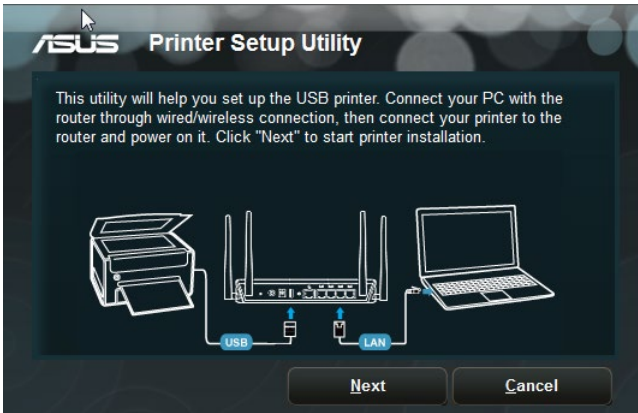 ASUS Printer Setup Utility
This utility will help you set up the USB printer. Connect your PC with the
router through wired/wireless connection, then connect your printer to the
router and power on it. Click "Next" to start printer installation.
USB
LAN
Next
Cancel